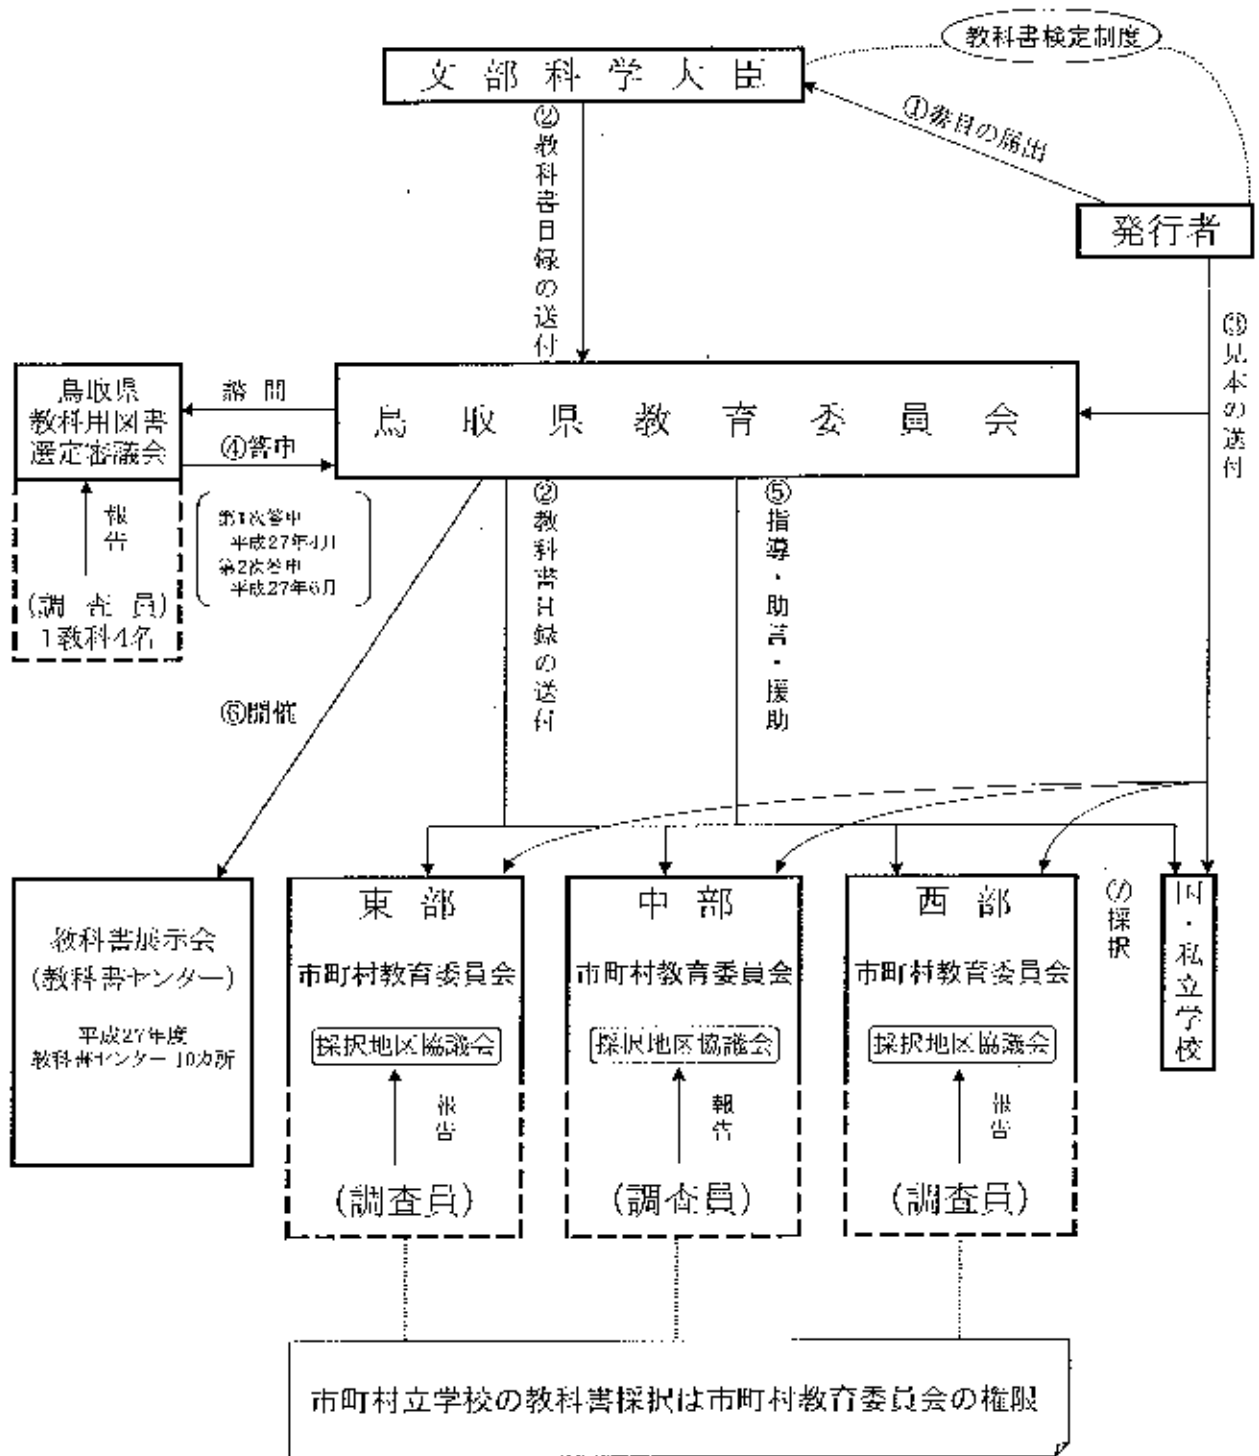 教科書検定制度
文部科学大臣
①書目の届出
発行者
②教科書目録の送付
③見本の送付
鳥取県
教科用図書
選定審議会
諮問
④答申
鳥取県教育委員会
報告
第1次答申
平成27年4月
第2次答申
平成27年6月
(調査員)
1教科4名
②教科書目録の送付
⑤指導・助言・援助
⑥開催
教科書展示会
(教科書センター)
平成27年度
教科書センター10カ所
東部
市町村教育委員会
採択地区協議会
報告
(調査員)
中部
市町村教育委員会
採択地区協議会
報告
(調査員)
西部
市町村教育委員会
採択地区協議会
報告
(調査員)
⑦採択
国・私立学校
市町村立学校の教科書採択は市町村教育委員会の権限